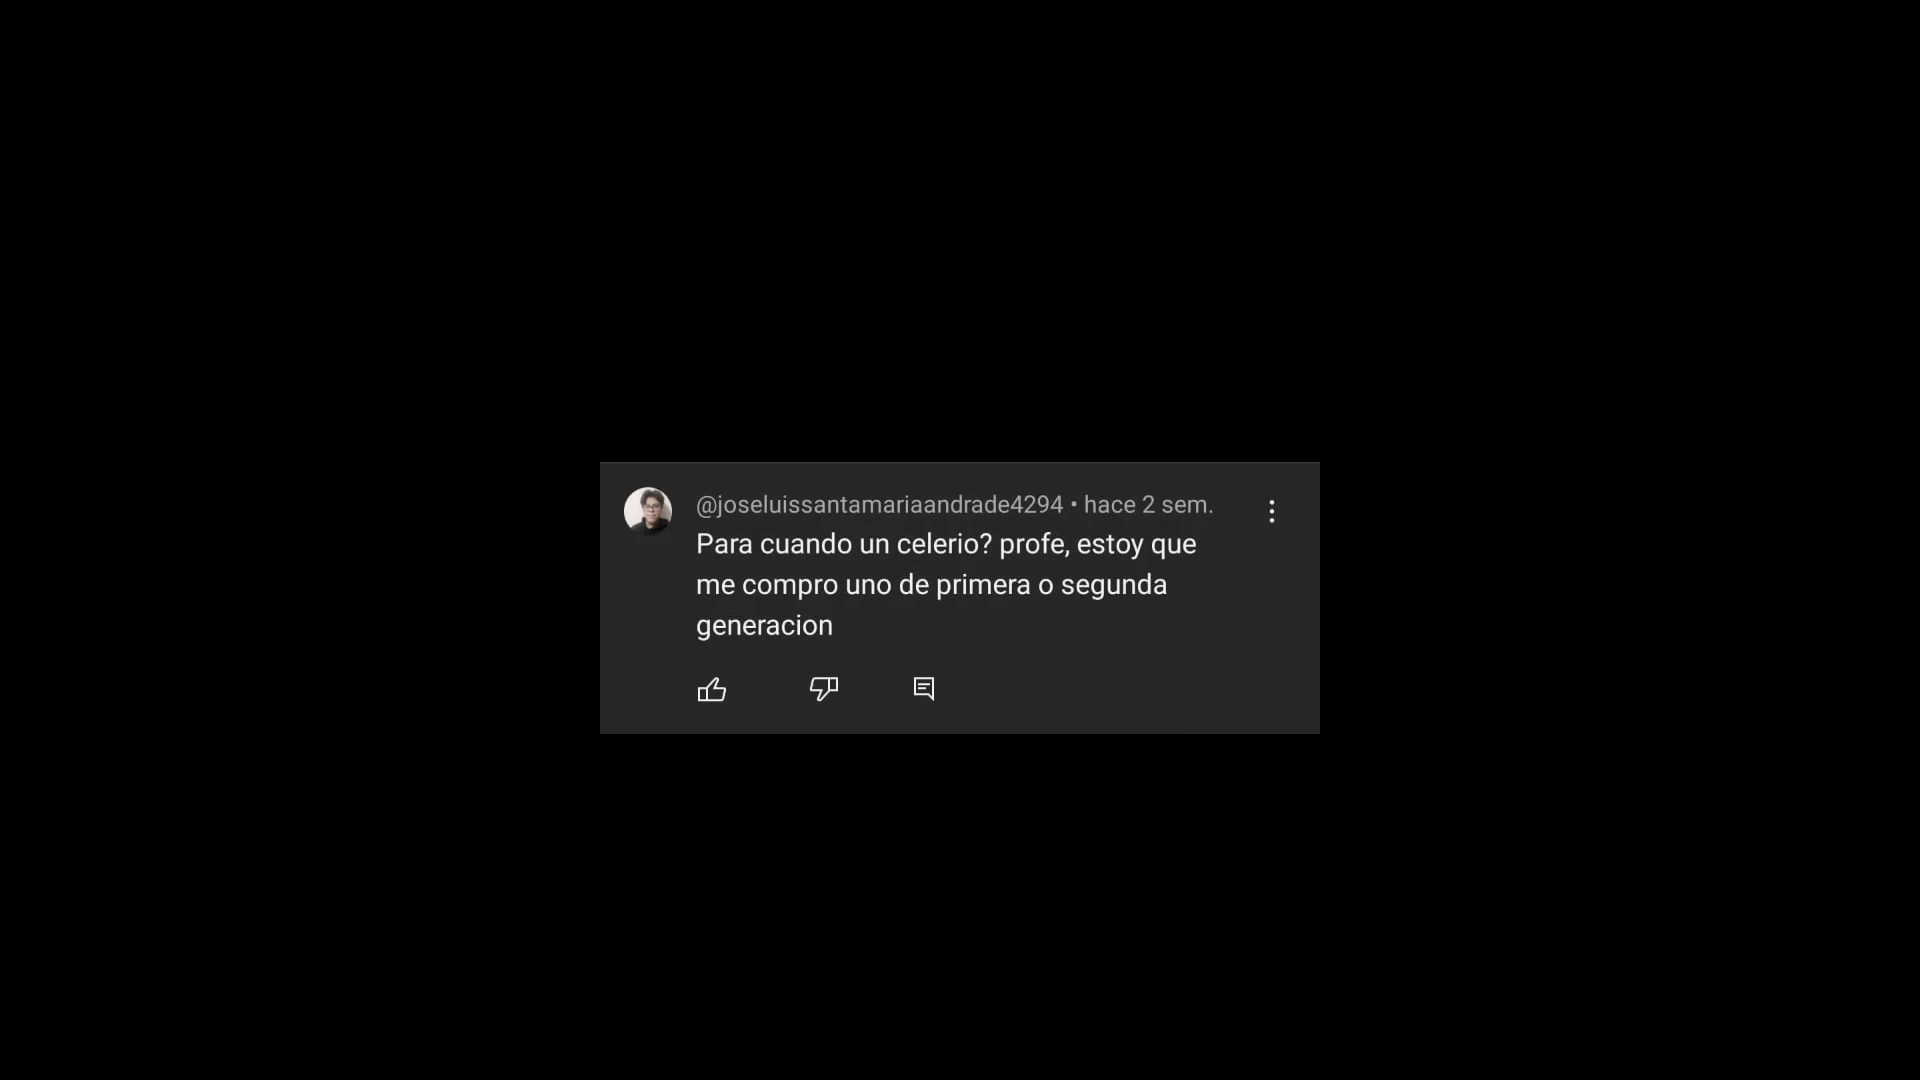 @joseluissantamariaandrade4294 • hace 2 sem.
Para cuando un celerio? profe, estoy que
me compro uno de primera o segunda
generacion